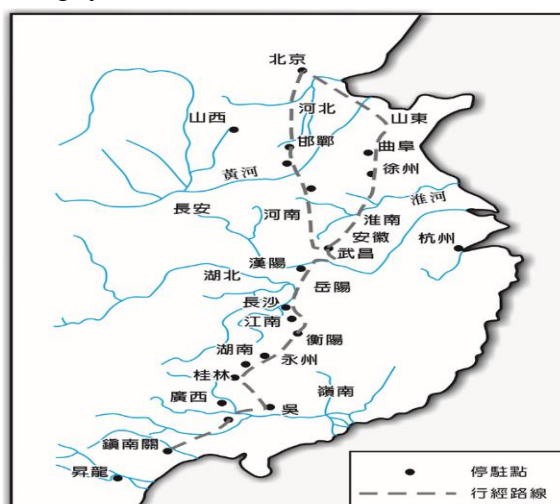 北京
河北
山東
山西
邯鄲
曲阜
黃河
徐州
淮河
長安
河南
淮南
安徽
杭州
武昌
漢陽
湖北
岳陽
長沙
江南
衡陽
湖南
永州
桂林
嶺南
廣西
吳
鎮南關
昇龍
停駐點
行經路線